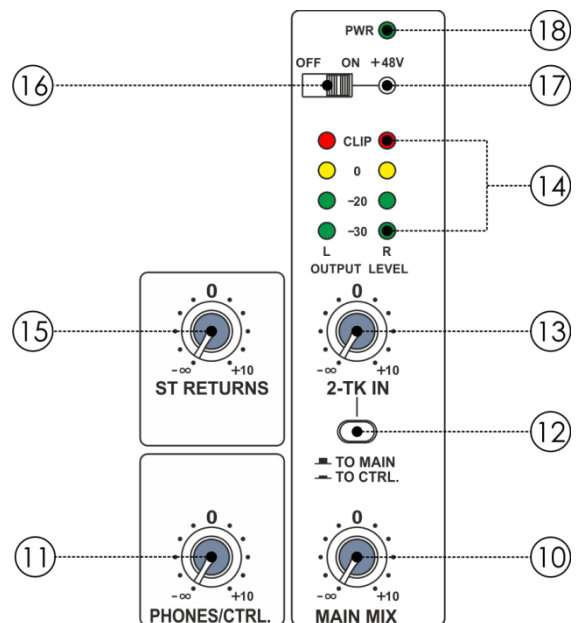 PWR
18
OFF ON +48V
16
17
CLIP
0
14
-20
-30
L R
OUTPUT LEVEL
0 0
15
13
-∞ +10 -∞ +10
ST RETURNS 2-TK IN
12
TO MAIN
TO CTRL.
0 0
11
10
-∞ +10 -∞ +10
PHONES/CTRL. MAIN MIX